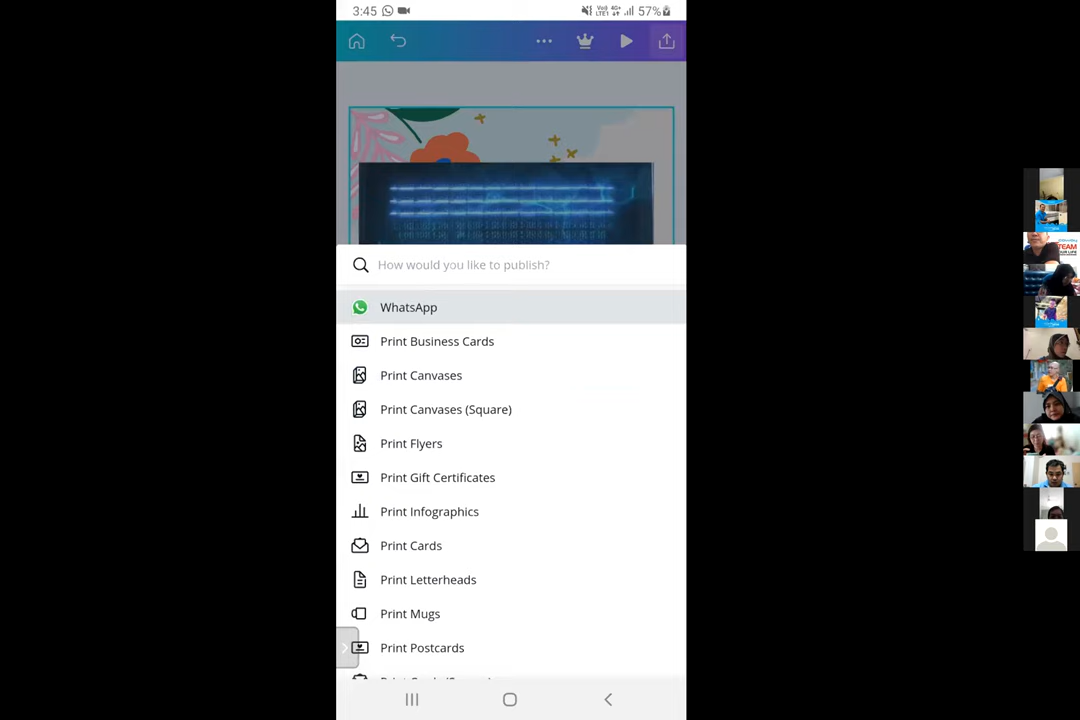 3:45
57%
How would you like to publish?
WhatsApp
Print Business Cards
Print Canvases
Print Canvases (Square)
Print Flyers
Print Gift Certificates
Print Infographics
Print Cards
Print Letterheads
Print Mugs
Print Postcards
TEAM